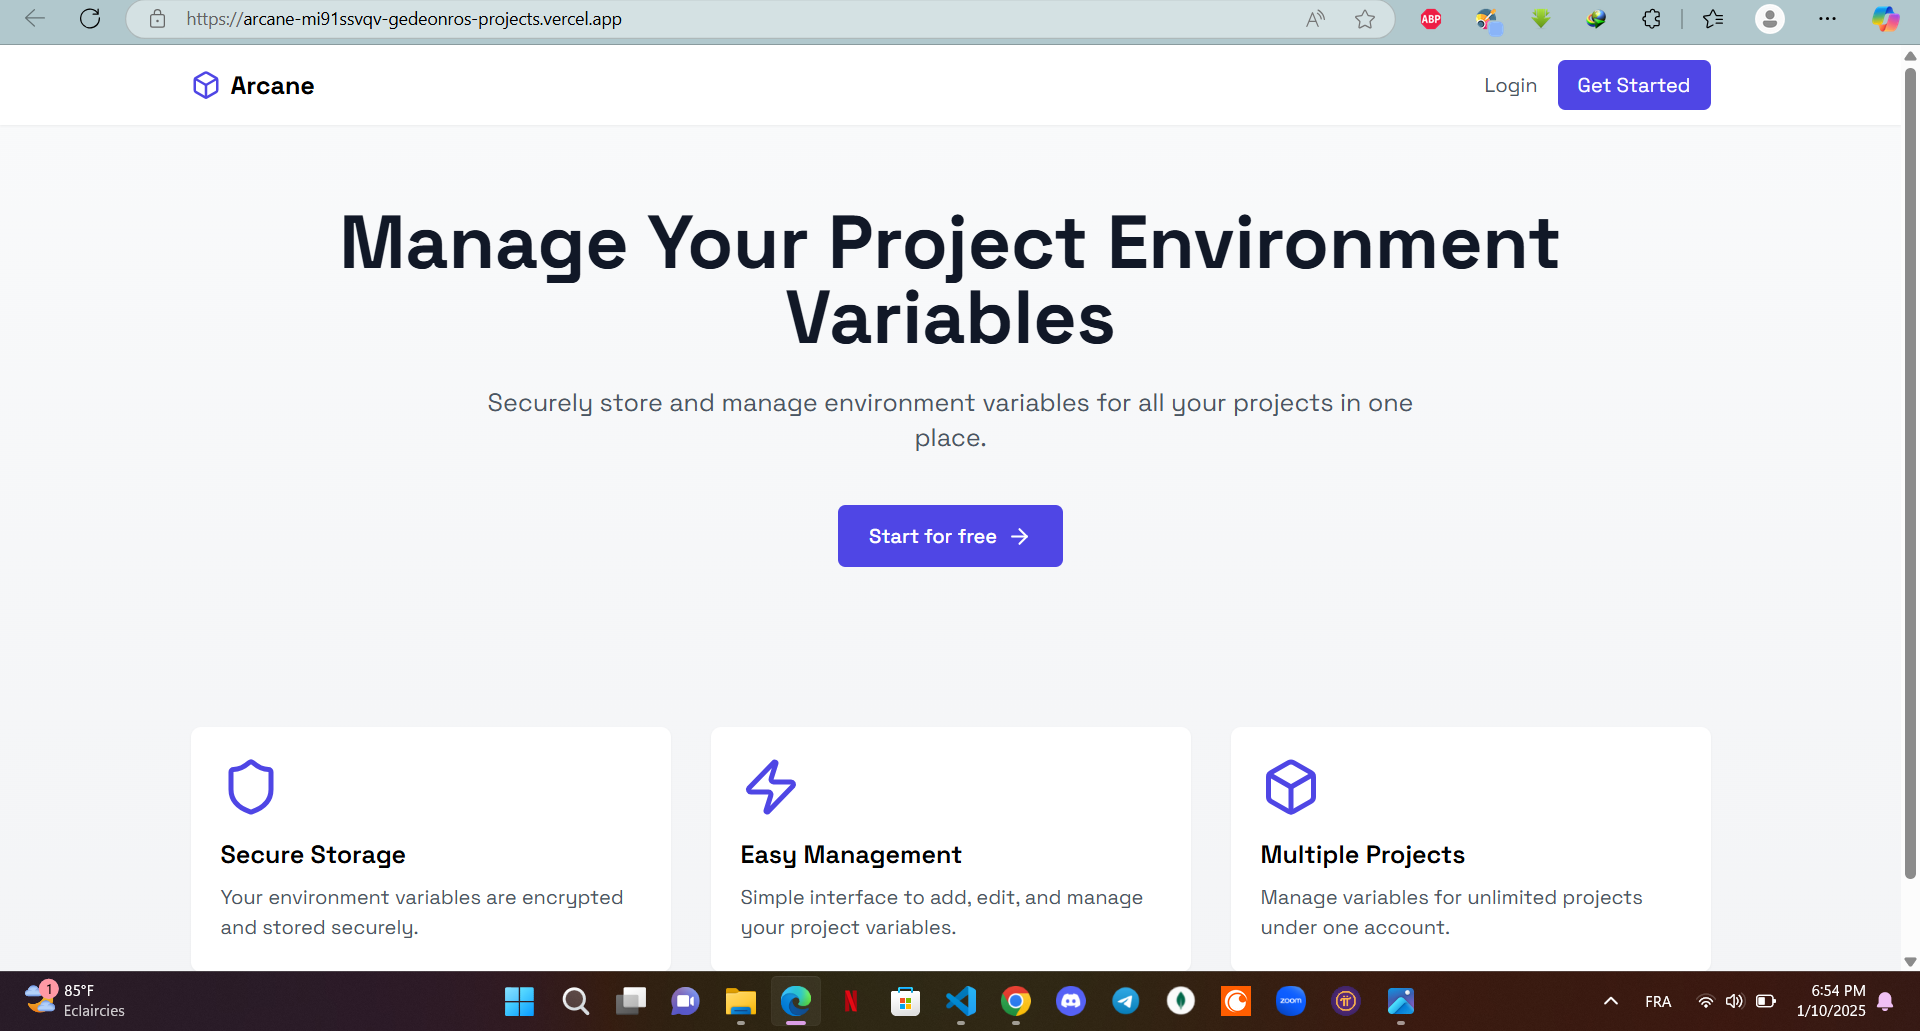 https://arcane-mi91ssvqv-gedeonros-projects.vercel.app
ABP
Arcane
Login
Get Started
Manage Your Project Environment
Variables
Securely store and manage environment variables for all your projects in one
place.
Start for free
Secure Storage
Your environment variables are encrypted
and stored securely.
Easy Management
Simple interface to add, edit, and manage
your project variables.
Multiple Projects
Manage variables for unlimited projects
under one account.
1
85°F
Eclaircies
N
zoom
FRA
6:54 PM
1/10/2025